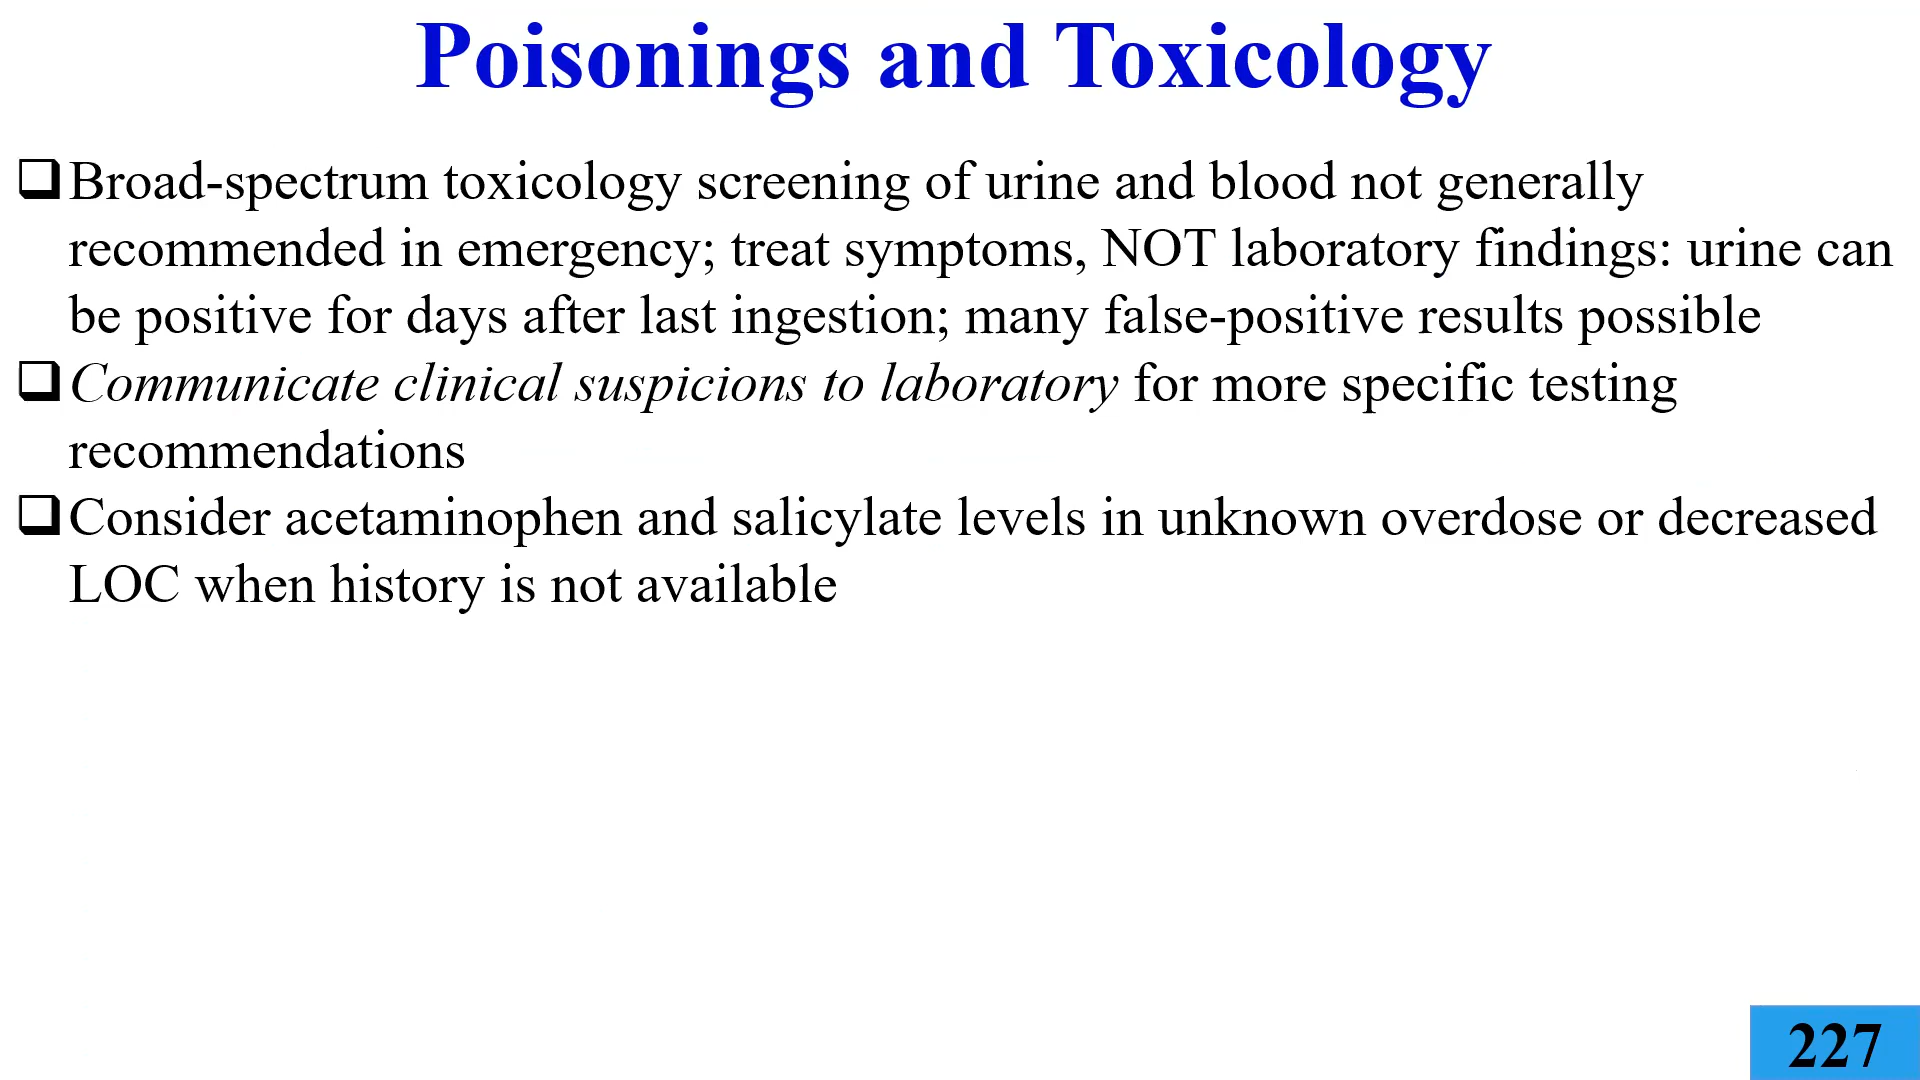 Poisonings and Toxicology
❑Broad-spectrum toxicology screening of urine and blood not generally
recommended in emergency; treat symptoms, NOT laboratory findings: urine can
be positive for days after last ingestion; many false-positive results possible
❑Communicate clinical suspicions to laboratory for more specific testing
recommendations
❑Consider acetaminophen and salicylate levels in unknown overdose or decreased
LOC when history is not available
227